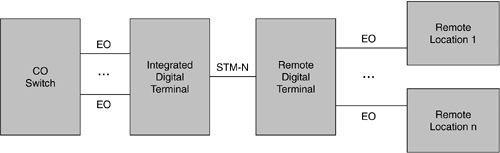 CO
Switch
EO
...
EO
Integrated
Digital
Terminal
STM-N
Remote
Digital
Terminal
EO
...
EO
Remote
Location 1
Remote
Location n